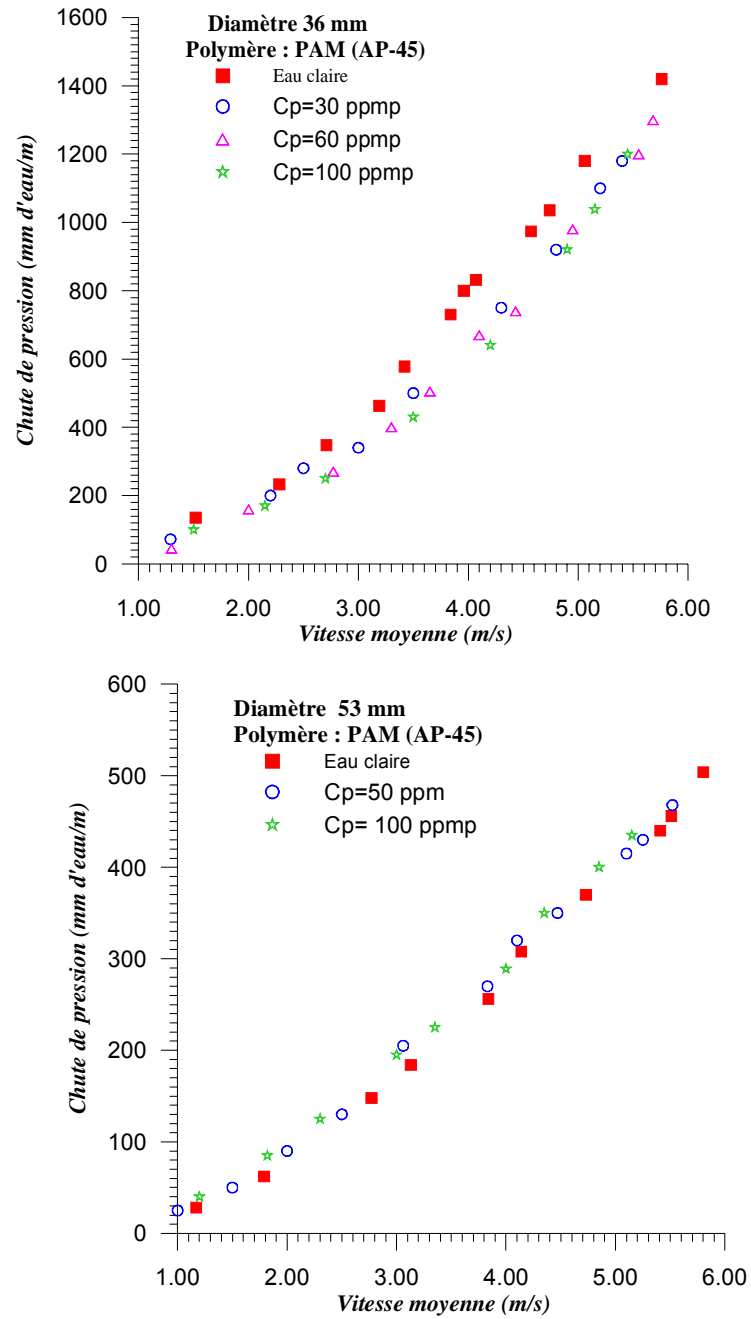 Diamètre 36 mm
Polymère : PAM (AP-45)
Eau claire
Cp=30 ppmp
Cp=60 ppmp
Cp=100 ppmp
1600
1400
1200
1000
800
600
400
200
0
Chute de pression (mm d'eau/m)
1.00 2.00 3.00 4.00 5.00 6.00
Vitesse moyenne (m/s)
Diamètre 53 mm
Polymère : PAM (AP-45)
Eau claire
Cp=50 ppm
Cp= 100 ppmp
600
500
400
300
200
100
0
Chute de pression (mm d'eau/m)
1.00 2.00 3.00 4.00 5.00 6.00
Vitesse moyenne (m/s)